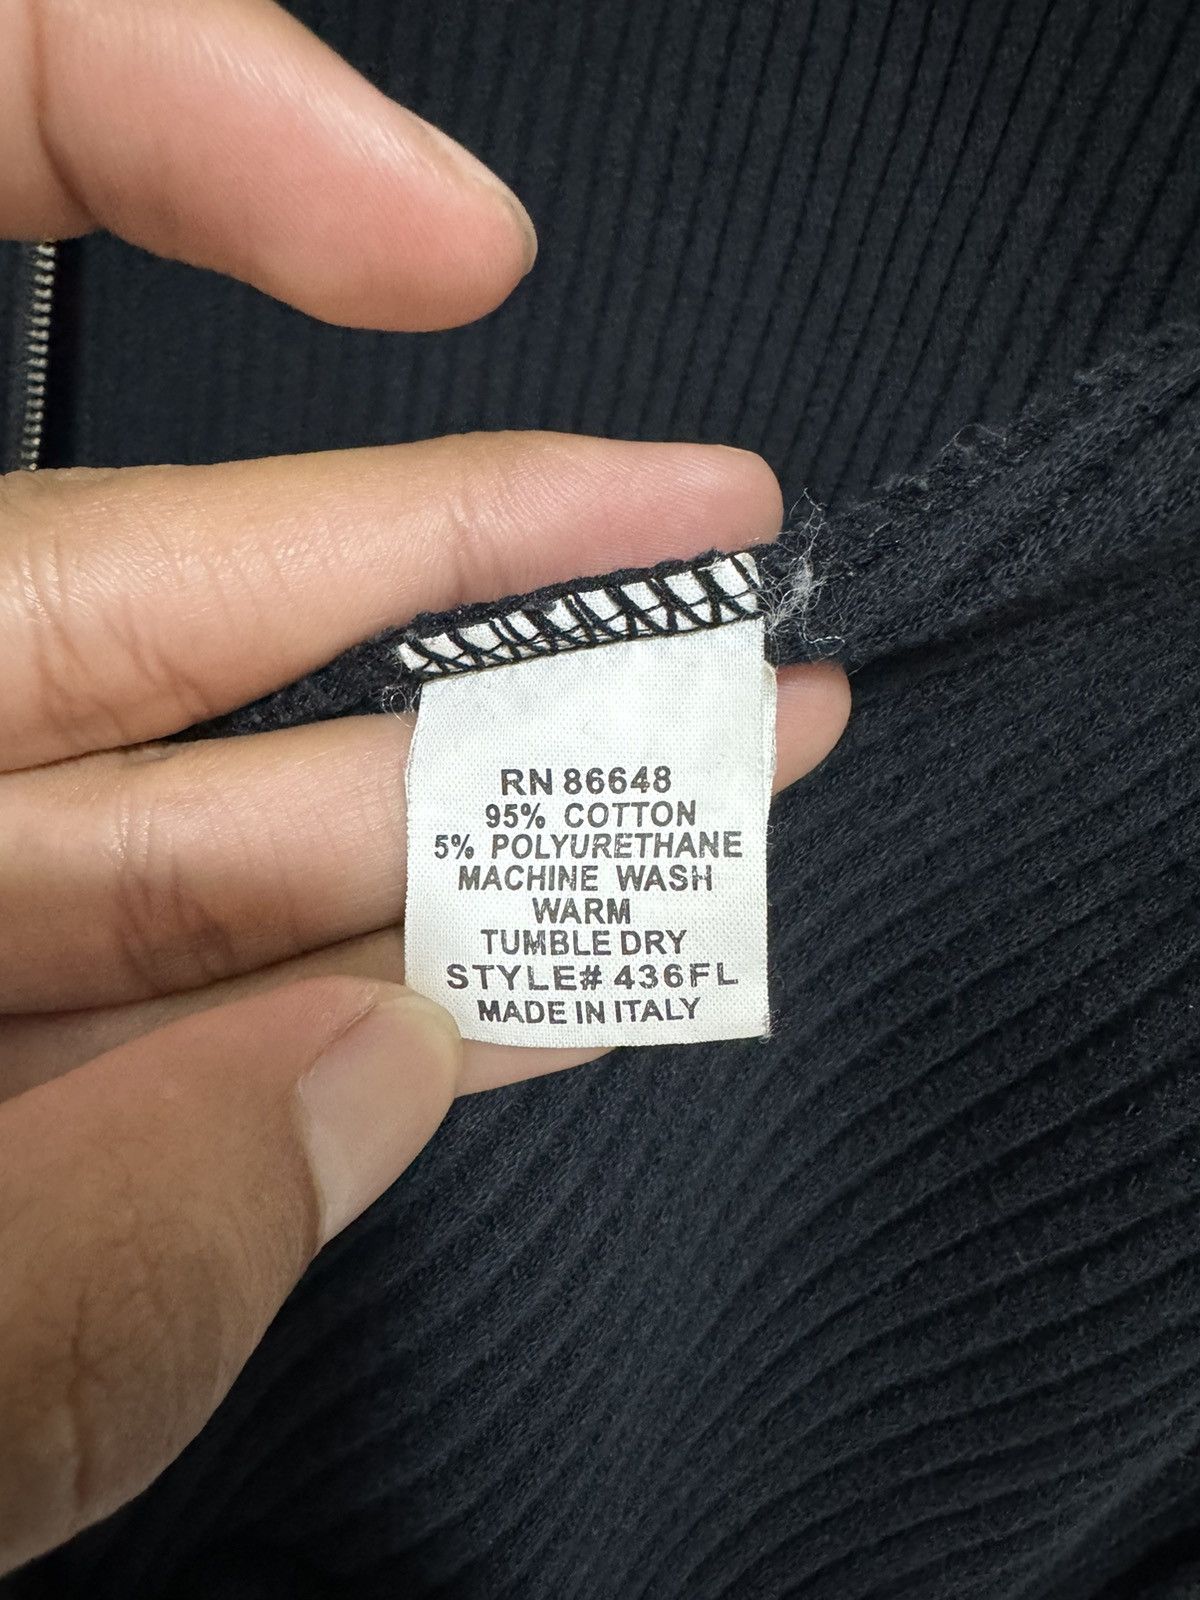 RN 86648
95% COTTON
5% POLYURETHANE
MACHINE WASH
WARM
TUMBLE DRY
STYLE# 436FL
MADE IN ITALY